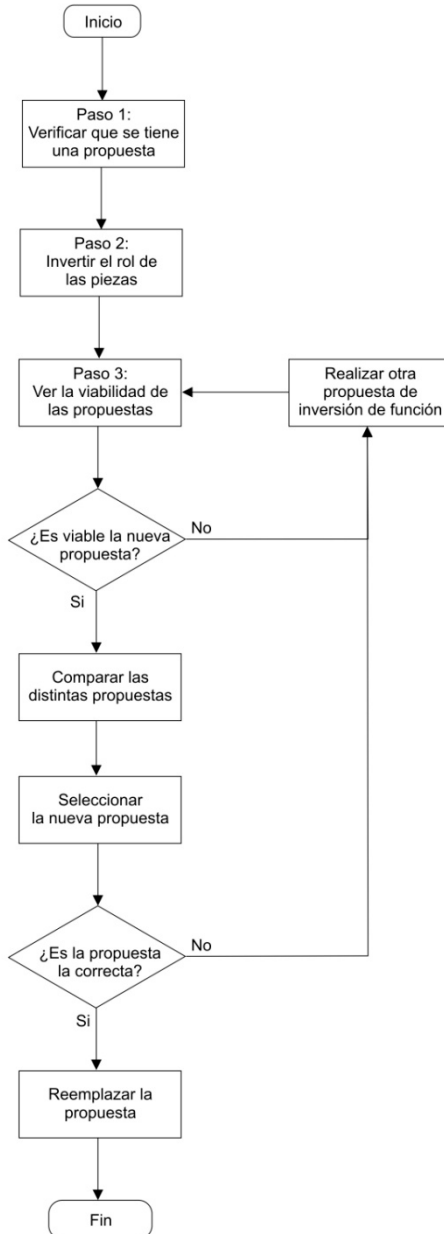 Inicio
Paso 1:
Verificar que se tiene
una propuesta
Paso 2:
Invertir el rol de
las piezas
Paso 3:
Ver la viabilidad de
las propuestas
Realizar otra
propuesta de
inversión de función
¿Es viable la nueva
propuesta?
No
Si
Comparar las
distintas propuestas
Seleccionar
la nueva propuesta
¿Es la propuesta
la correcta?
No
Si
Reemplazar la
propuesta
Fin